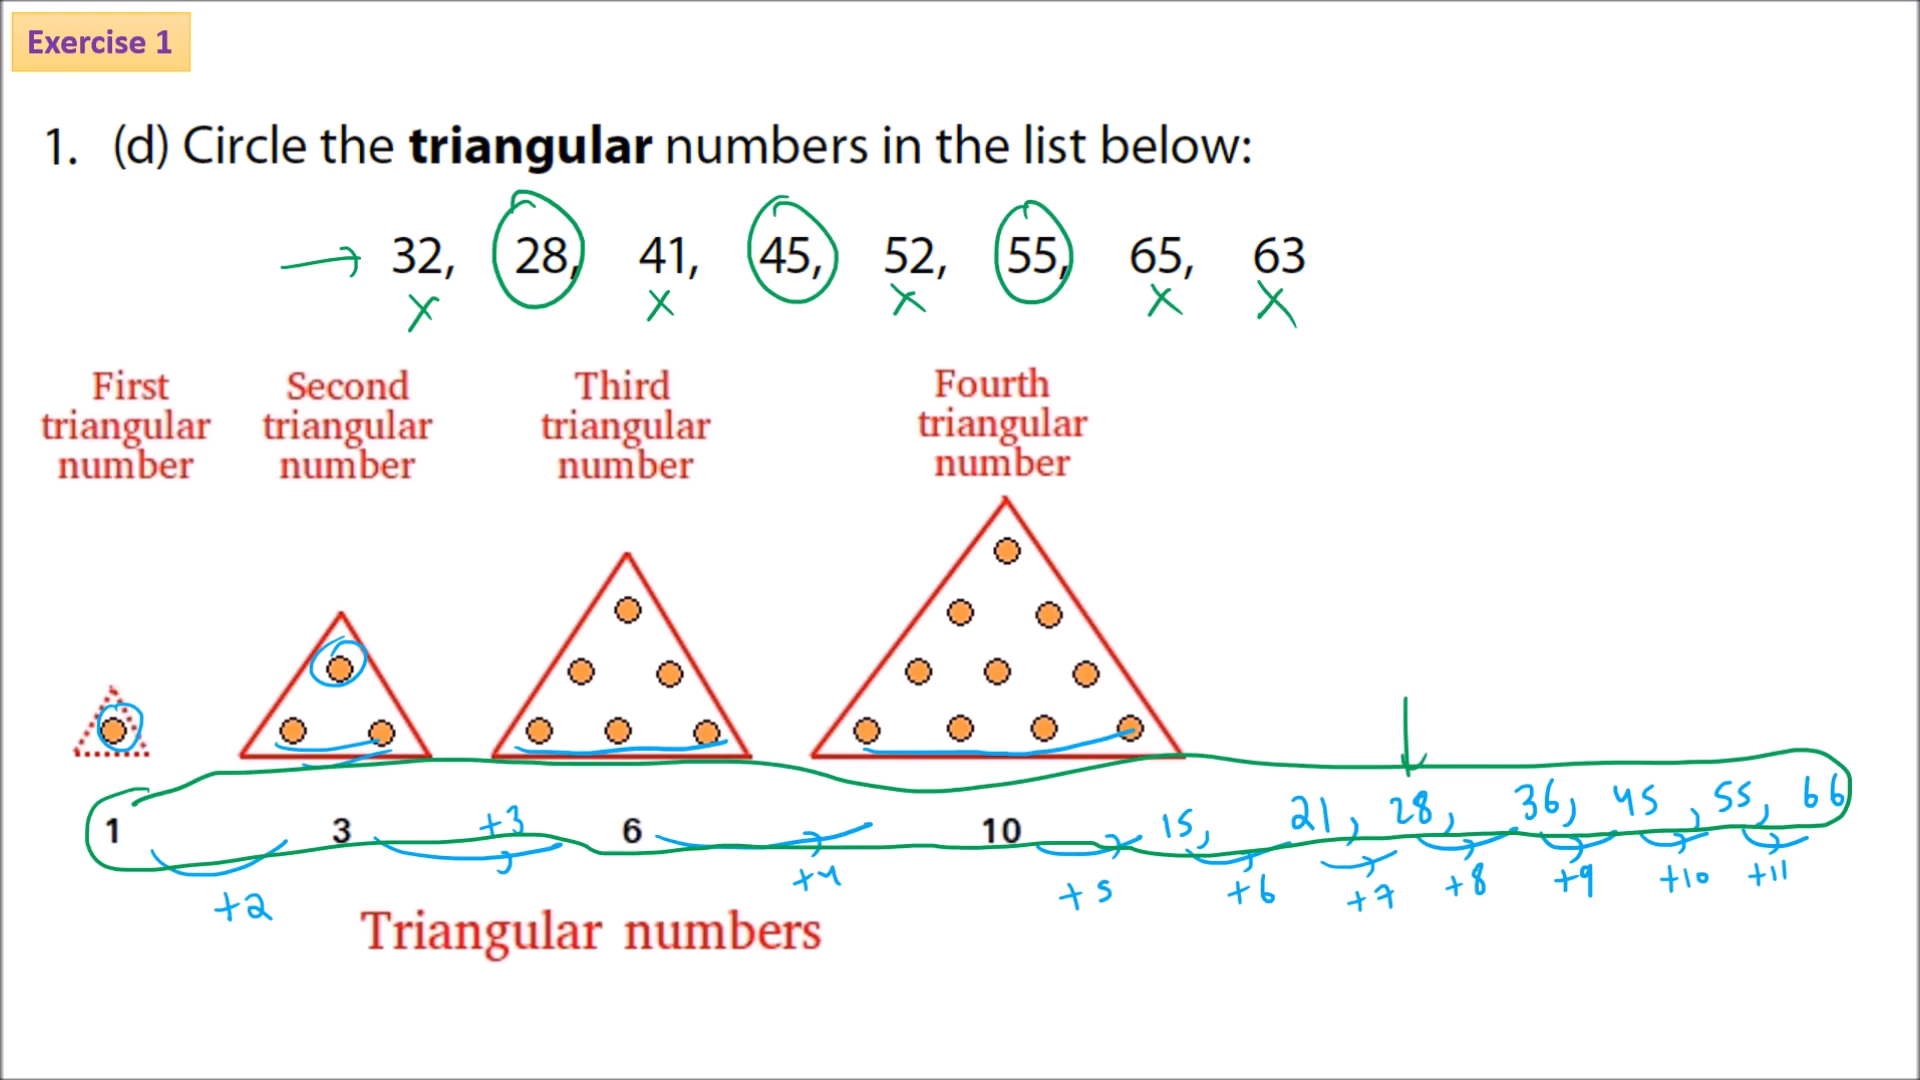 Exercise 1
1. (d) Circle the triangular numbers in the list below:
32, 28, 41, 45, 52, 55, 65, 63
x x x x x
First triangular number
Second triangular number
Third triangular number
Fourth triangular number
1 3 6 10 15, 21, 28, 36, 45, 55, 66
+2 +3 +4 +5 +6 +7 +8 +9 +10 +11
Triangular numbers